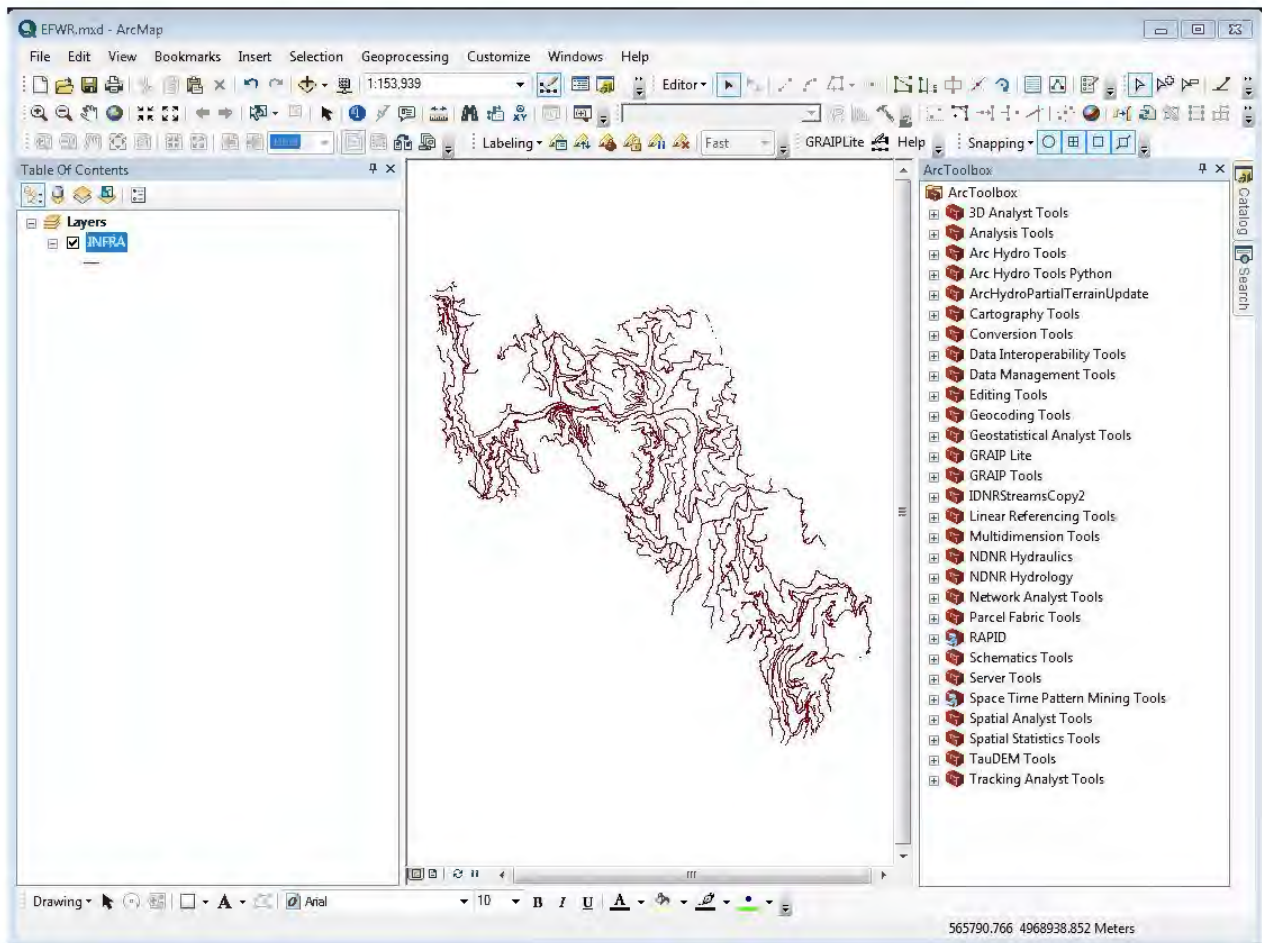 EFWR.mxd - ArcMap
File Edit View Bookmarks Insert Selection Geoprocessing Customize Windows Help
1:153,939 Editor
Labeling Fast GRAIPLite Help Snapping
Table Of Contents
Layers
INFRA
ArcToolbox
ArcToolbox
3D Analyst Tools
Analysis Tools
Arc Hydro Tools
Arc Hydro Tools Python
ArcHydroPartialTerrainUpdate
Cartography Tools
Conversion Tools
Data Interoperability Tools
Data Management Tools
Editing Tools
Geocoding Tools
Geostatistical Analyst Tools
GRAIP Lite
GRAIP Tools
IDNRStreamsCopy2
Linear Referencing Tools
Multidimension Tools
NDNR Hydraulics
NDNR Hydrology
Network Analyst Tools
Parcel Fabric Tools
RAPID
Schematics Tools
Server Tools
Space Time Pattern Mining Tools
Spatial Analyst Tools
Spatial Statistics Tools
TauDEM Tools
Tracking Analyst Tools
Catalog
Search
Drawing A Arial 10 B I U A
565790.766 4968938.852 Meters